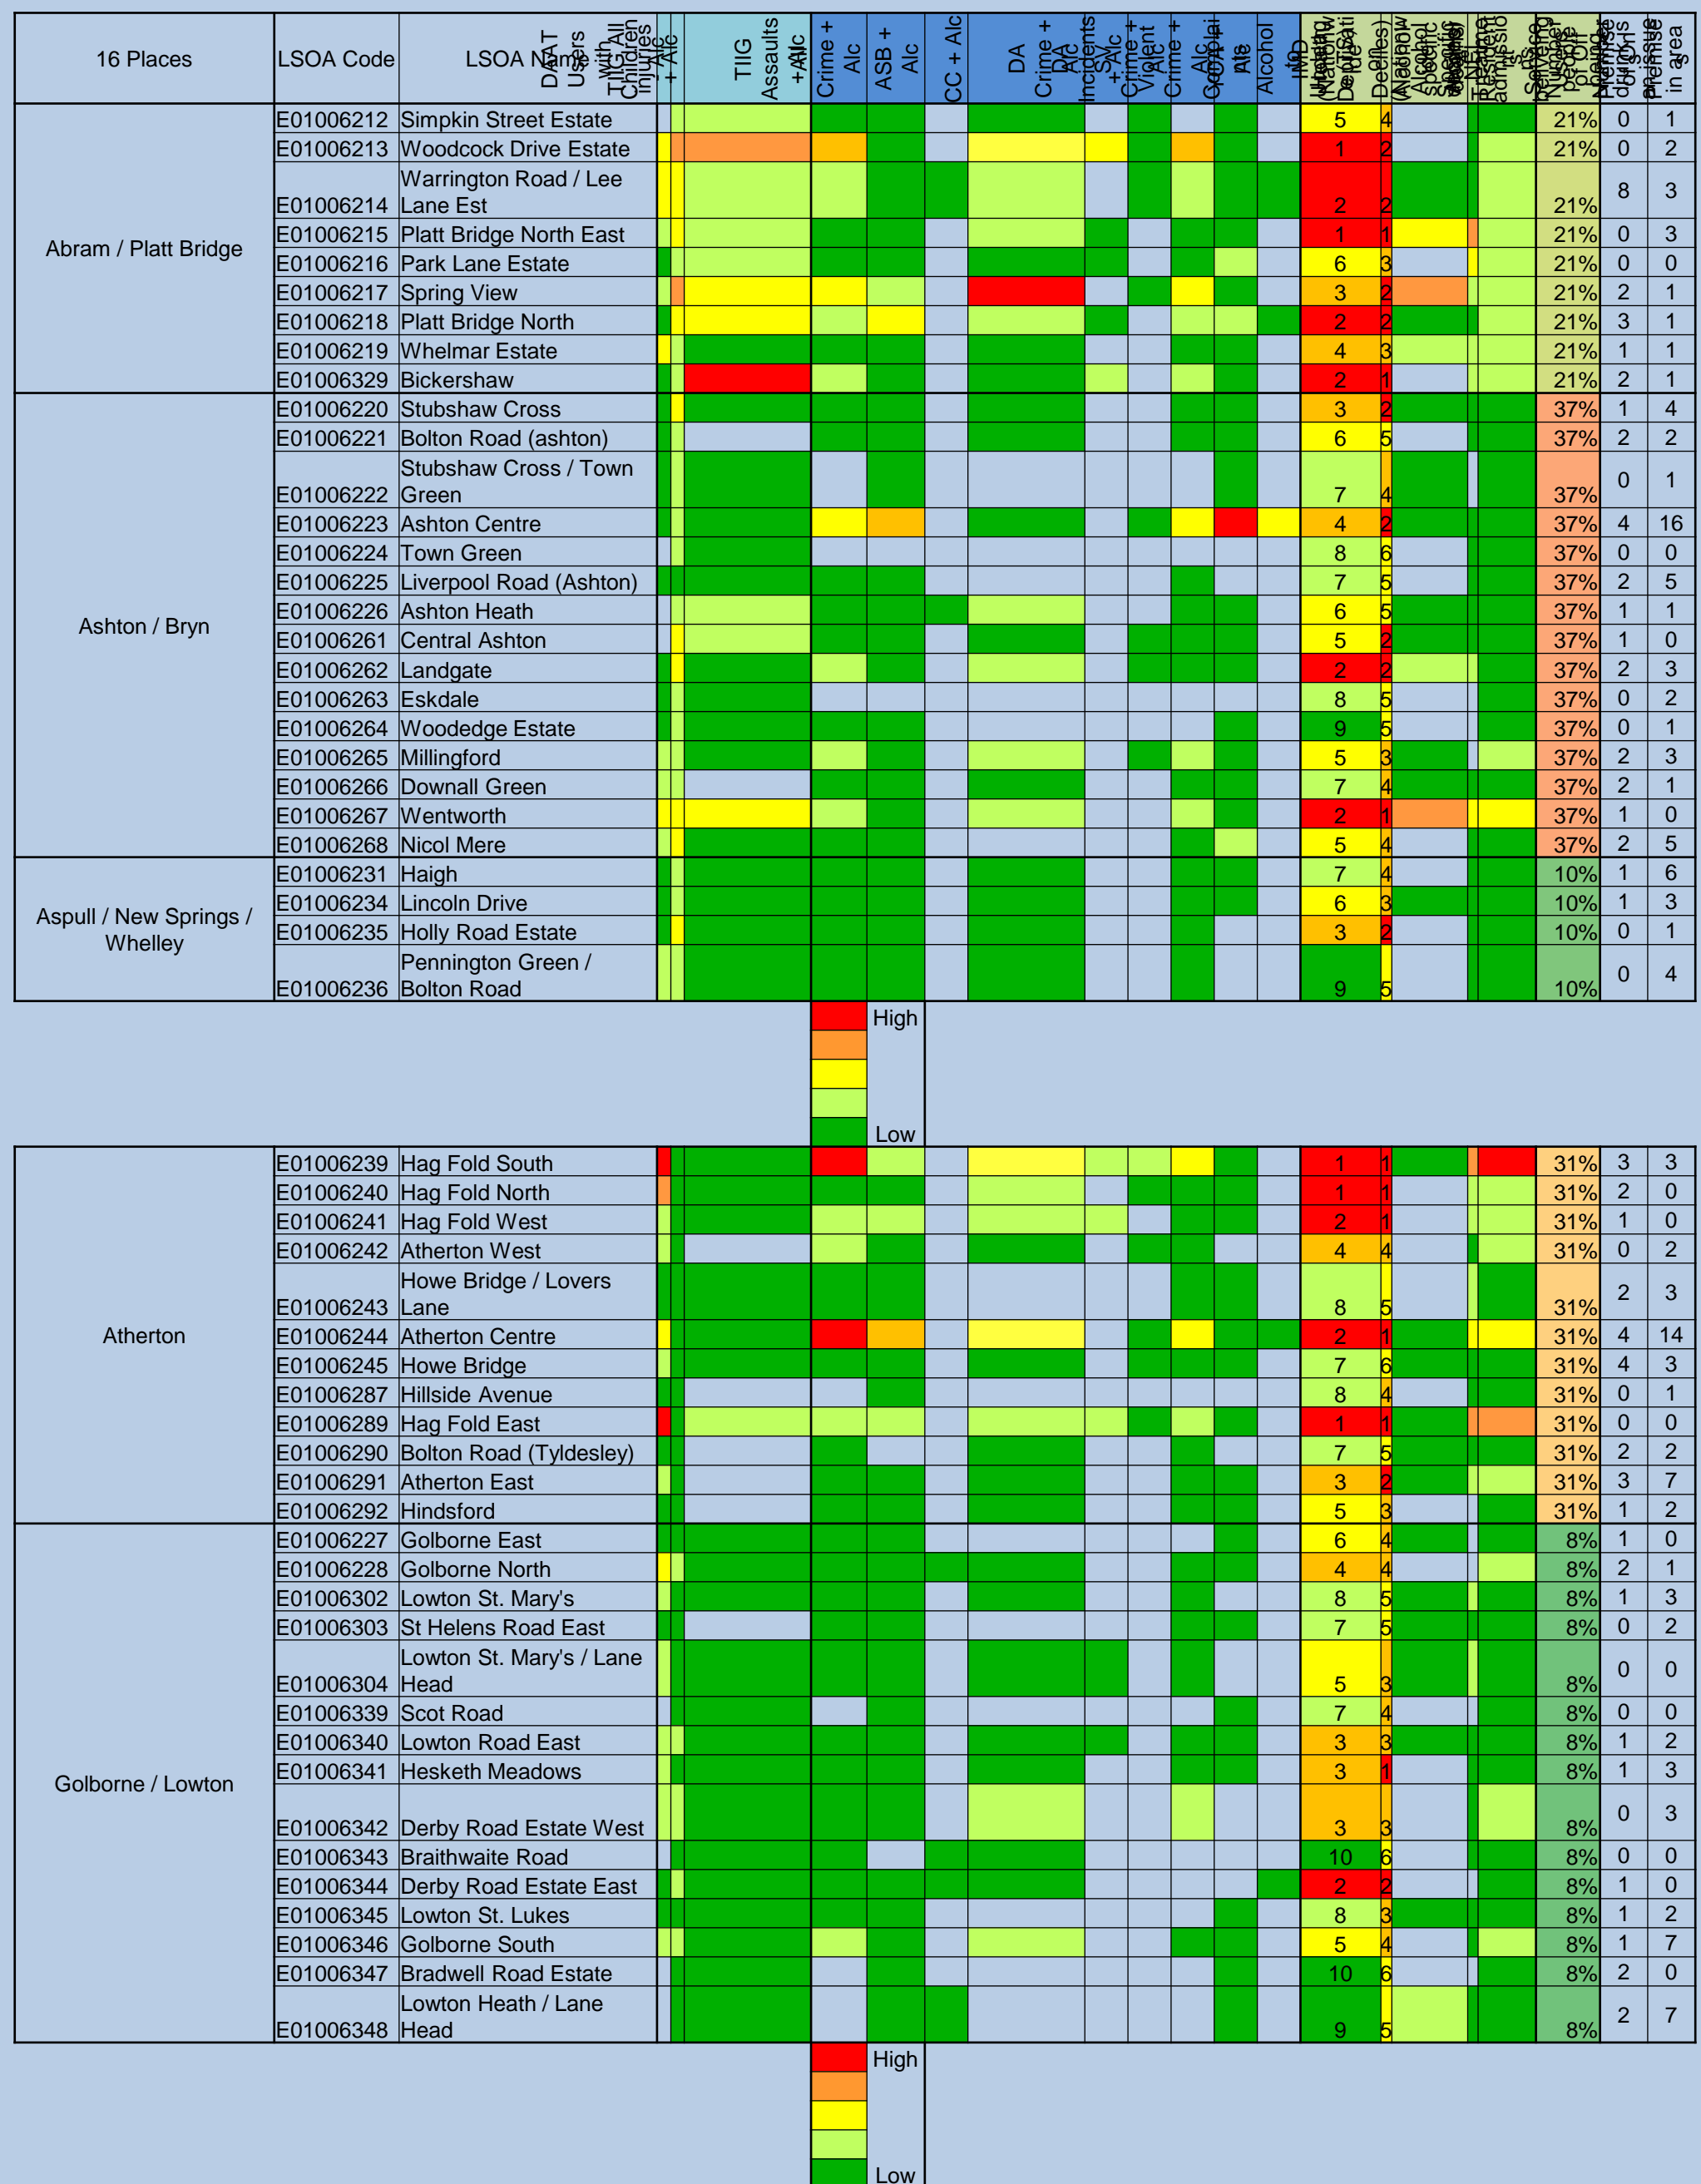 16 Places LSOA Code LSOA Name TIIG Assaults Crime + Alc ASB + Alc CC + Alc DA Crime + Alc Violent Alcohol
Abram / Platt Bridge
E01006212 Simpkin Street Estate 5 4 21% 0 1
E01006213 Woodcock Drive Estate 1 2 21% 0 2
Warrington Road / Lee
E01006214 Lane Est 2 2 21% 8 3
E01006215 Platt Bridge North East 1 1 21% 0 3
E01006216 Park Lane Estate 6 3 21% 0 0
E01006217 Spring View 3 2 21% 2 1
E01006218 Platt Bridge North 2 2 21% 3 1
E01006219 Whelmar Estate 4 3 21% 1 1
E01006329 Bickershaw 2 1 21% 2 1
Ashton / Bryn
E01006220 Stubshaw Cross 3 2 37% 1 4
E01006221 Bolton Road (ashton) 6 5 37% 2 2
Stubshaw Cross / Town
E01006222 Green 7 4 37% 0 1
E01006223 Ashton Centre 4 2 37% 4 16
E01006224 Town Green 8 6 37% 0 0
E01006225 Liverpool Road (Ashton) 7 5 37% 2 5
E01006226 Ashton Heath 6 5 37% 1 1
E01006261 Central Ashton 5 2 37% 1 0
E01006262 Landgate 2 2 37% 2 3
E01006263 Eskdale 8 5 37% 0 2
E01006264 Woodedge Estate 9 5 37% 0 1
E01006265 Millingford 5 3 37% 2 3
E01006266 Downall Green 7 4 37% 2 1
E01006267 Wentworth 2 1 37% 1 0
E01006268 Nicol Mere 5 4 37% 2 5
Aspull / New Springs /
Whelley
E01006231 Haigh 7 4 10% 1 6
E01006234 Lincoln Drive 6 3 10% 1 3
E01006235 Holly Road Estate 3 2 10% 0 1
Pennington Green /
E01006236 Bolton Road 9 5 10% 0 4
High
Low
Atherton
E01006239 Hag Fold South 1 1 31% 3 3
E01006240 Hag Fold North 1 1 31% 2 0
E01006241 Hag Fold West 2 1 31% 1 0
E01006242 Atherton West 4 4 31% 0 2
Howe Bridge / Lovers
E01006243 Lane 8 5 31% 2 3
E01006244 Atherton Centre 2 1 31% 4 14
E01006245 Howe Bridge 7 6 31% 4 3
E01006287 Hillside Avenue 8 4 31% 0 1
E01006289 Hag Fold East 1 1 31% 0 0
E01006290 Bolton Road (Tyldesley) 7 5 31% 2 2
E01006291 Atherton East 3 2 31% 3 7
E01006292 Hindsford 5 3 31% 1 2
Golborne / Lowton
E01006227 Golborne East 6 4 8% 1 0
E01006228 Golborne North 4 4 8% 2 1
E01006302 Lowton St. Mary's 8 5 8% 1 3
E01006303 St Helens Road East 7 5 8% 0 2
Lowton St. Mary's / Lane
E01006304 Head 5 3 8% 0 0
E01006339 Scot Road 7 4 8% 0 0
E01006340 Lowton Road East 3 3 8% 1 2
E01006341 Hesketh Meadows 3 1 8% 1 3
E01006342 Derby Road Estate West 3 3 8% 0 3
E01006343 Braithwaite Road 10 6 8% 0 0
E01006344 Derby Road Estate East 2 2 8% 1 0
E01006345 Lowton St. Lukes 8 3 8% 1 2
E01006346 Golborne South 5 4 8% 1 7
E01006347 Bradwell Road Estate 10 6 8% 2 0
Lowton Heath / Lane
E01006348 Head 9 5 8% 2 7
High
Low